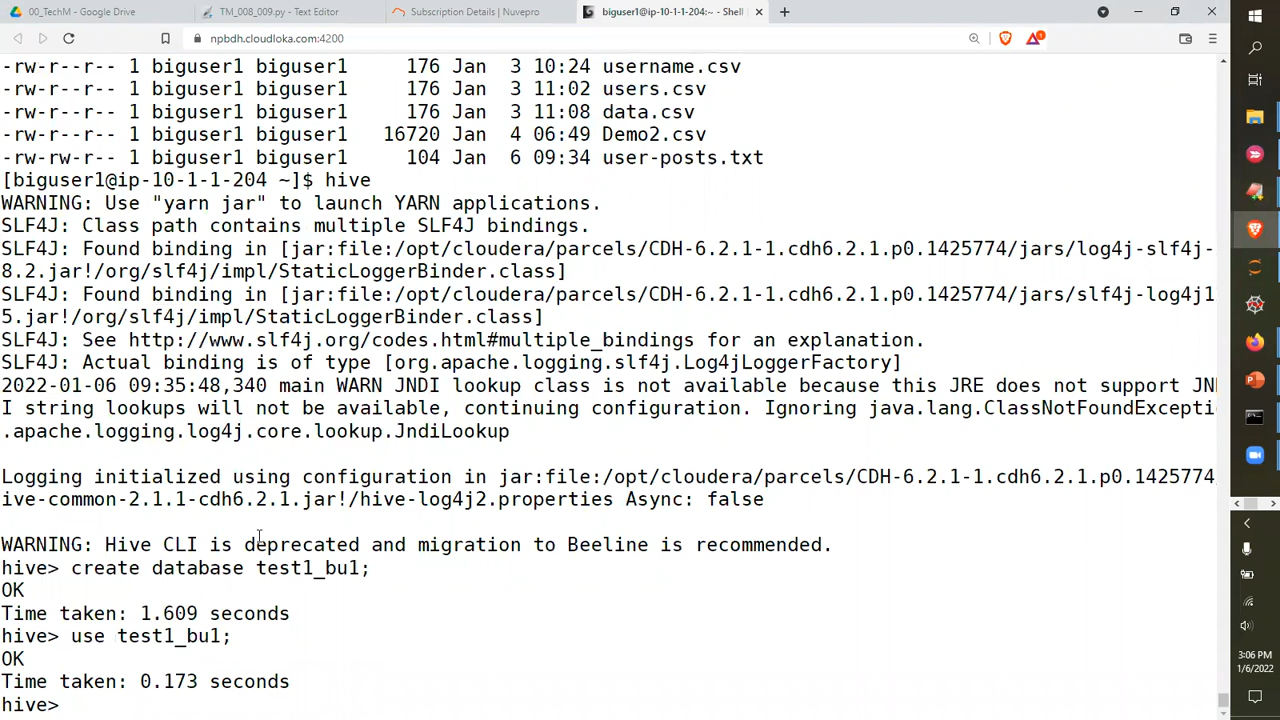 00_TechM - Google Drive
TM_008_009.py - Text Editor
Subscription Details | Nuvepro
biguser1@ip-10-1-1-204:~ - Shell
npbdh.cloudloka.com:4200
-rw-r--r-- 1 biguser1 biguser1     176 Jan  3 10:24 username.csv
-rw-r--r-- 1 biguser1 biguser1     176 Jan  3 11:02 users.csv
-rw-r--r-- 1 biguser1 biguser1     176 Jan  3 11:08 data.csv
-rw-r--r-- 1 biguser1 biguser1   16720 Jan  4 06:49 Demo2.csv
-rw-rw-r-- 1 biguser1 biguser1     104 Jan  6 09:34 user-posts.txt
[biguser1@ip-10-1-1-204 ~]$ hive
WARNING: Use "yarn jar" to launch YARN applications.
SLF4J: Class path contains multiple SLF4J bindings.
SLF4J: Found binding in [jar:file:/opt/cloudera/parcels/CDH-6.2.1-1.cdh6.2.1.p0.1425774/jars/log4j-slf4j-
8.2.jar!/org/slf4j/impl/StaticLoggerBinder.class]
SLF4J: Found binding in [jar:file:/opt/cloudera/parcels/CDH-6.2.1-1.cdh6.2.1.p0.1425774/jars/slf4j-log4j1
5.jar!/org/slf4j/impl/StaticLoggerBinder.class]
SLF4J: See http://www.slf4j.org/codes.html#multiple_bindings for an explanation.
SLF4J: Actual binding is of type [org.apache.logging.slf4j.Log4jLoggerFactory]
2022-01-06 09:35:48,340 main WARN JNDI lookup class is not available because this JRE does not support JN
I string lookups will not be available, continuing configuration. Ignoring java.lang.ClassNotFoundExcepti
.apache.logging.log4j.core.lookup.JndiLookup
Logging initialized using configuration in jar:file:/opt/cloudera/parcels/CDH-6.2.1-1.cdh6.2.1.p0.1425774
ive-common-2.1.1-cdh6.2.1.jar!/hive-log4j2.properties Async: false
WARNING: Hive CLI is deprecated and migration to Beeline is recommended.
hive> create database test1_bu1;
OK
Time taken: 1.609 seconds
hive> use test1_bu1;
OK
Time taken: 0.173 seconds
hive>
3:06 PM
1/6/2022